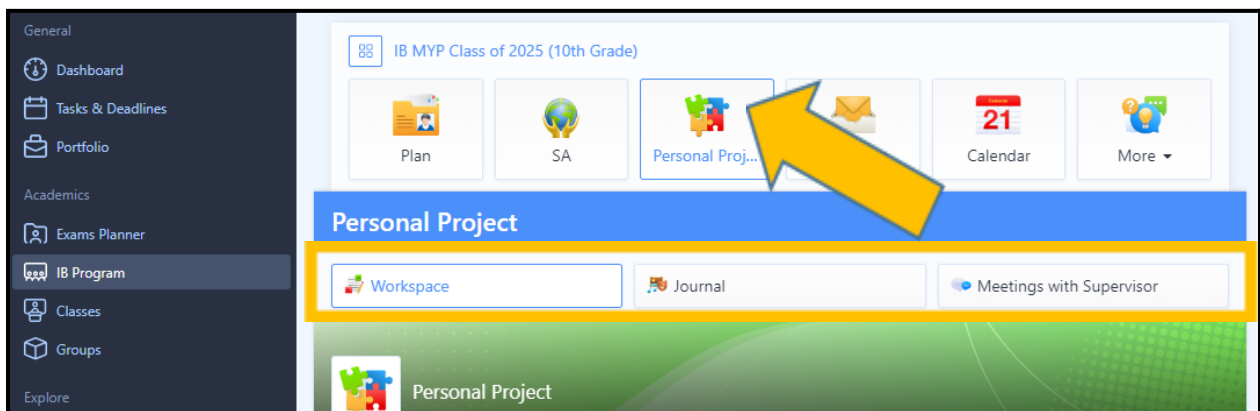 General
Dashboard
Tasks & Deadlines
Portfolio
Academics
Exams Planner
IB Program
Classes
Groups
Explore
IB MYP Class of 2025 (10th Grade)
Plan
SA
Personal Proj...
21
Calendar
More
Personal Project
Workspace
Journal
Meetings with Supervisor
Personal Project